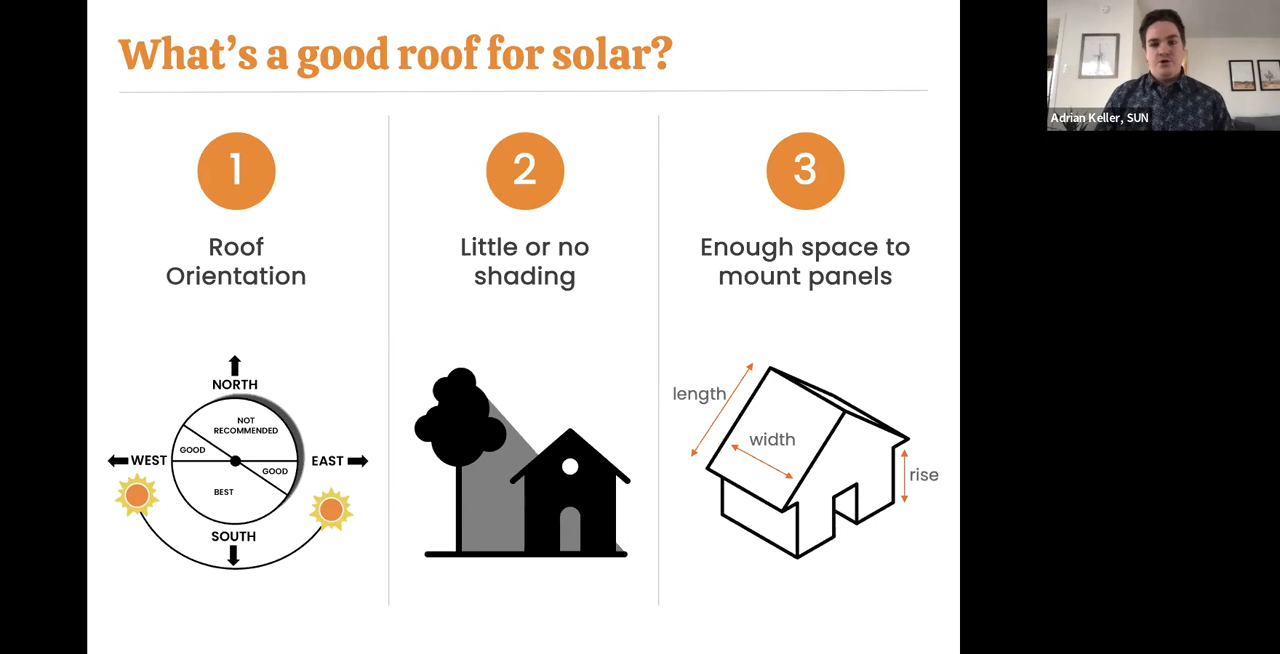 What's a good roof for solar?
1
Roof
Orientation
NORTH
NOT
RECOMMENDED
GOOD
WEST
EAST
GOOD
BEST
SOUTH
2
Little or no
shading
3
Enough space to
mount panels
length
width
rise
Adrian Keller, SUN